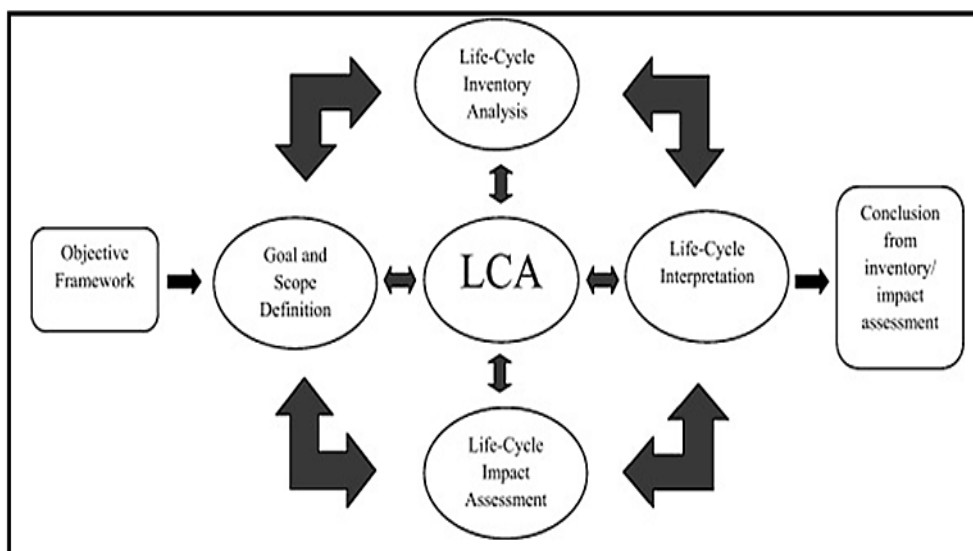 Life-Cycle
Inventory
Analysis
Objective
Framework
Goal and
Scope
Definition
LCA
Life-Cycle
Interpretation
Conclusion
from
inventory/
impact
assessment
Life-Cycle
Impact
Assessment